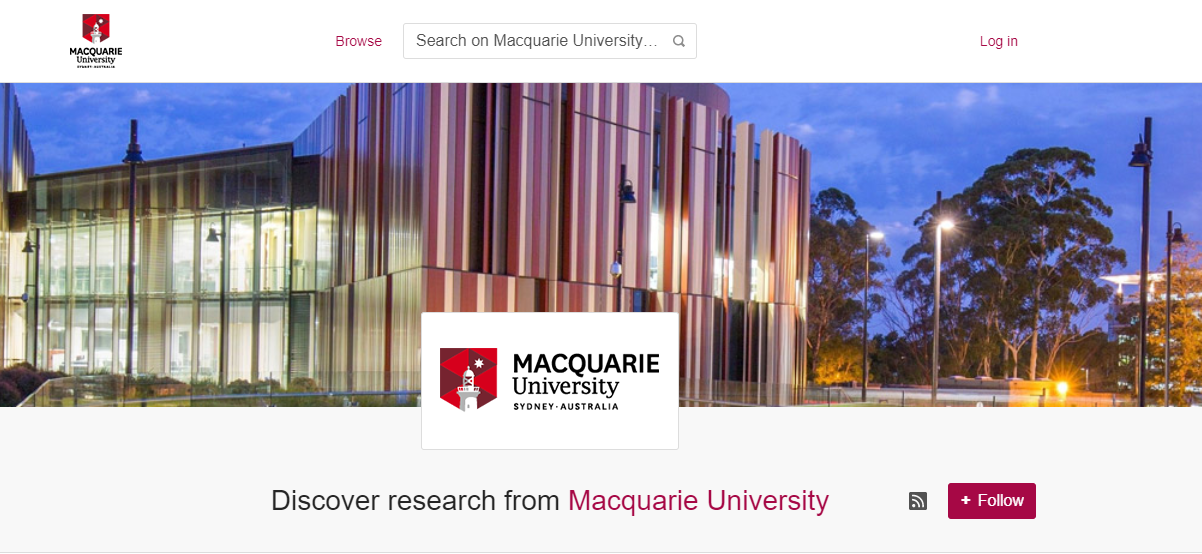 MACQUARIE
University
SYDNEY·AUSTRALIA
Browse
Search on Macquarie University…
Log in
MACQUARIE
University
SYDNEY·AUSTRALIA
Discover research from Macquarie University
+ Follow